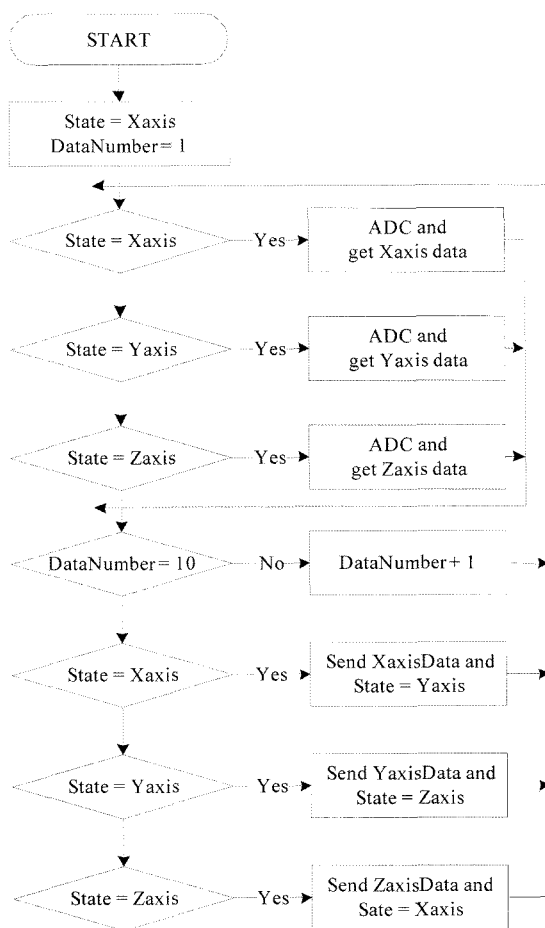 START
State = Xaxis
DataNumber= 1
State = Xaxis
Yes
ADC and
get Xaxis data
State = Yaxis
Yes
ADC and
get Yaxis data
State = Zaxis
Yes
ADC and
get Zaxis data
DataNumber= 10
No
DataNumber+ 1
State = Xaxis
Yes
Send XaxisData and
State = Yaxis
State = Yaxis
Yes
Send YaxisData and
State = Zaxis
State = Zaxis
Yes
Send ZaxisData and
Sate = Xaxis